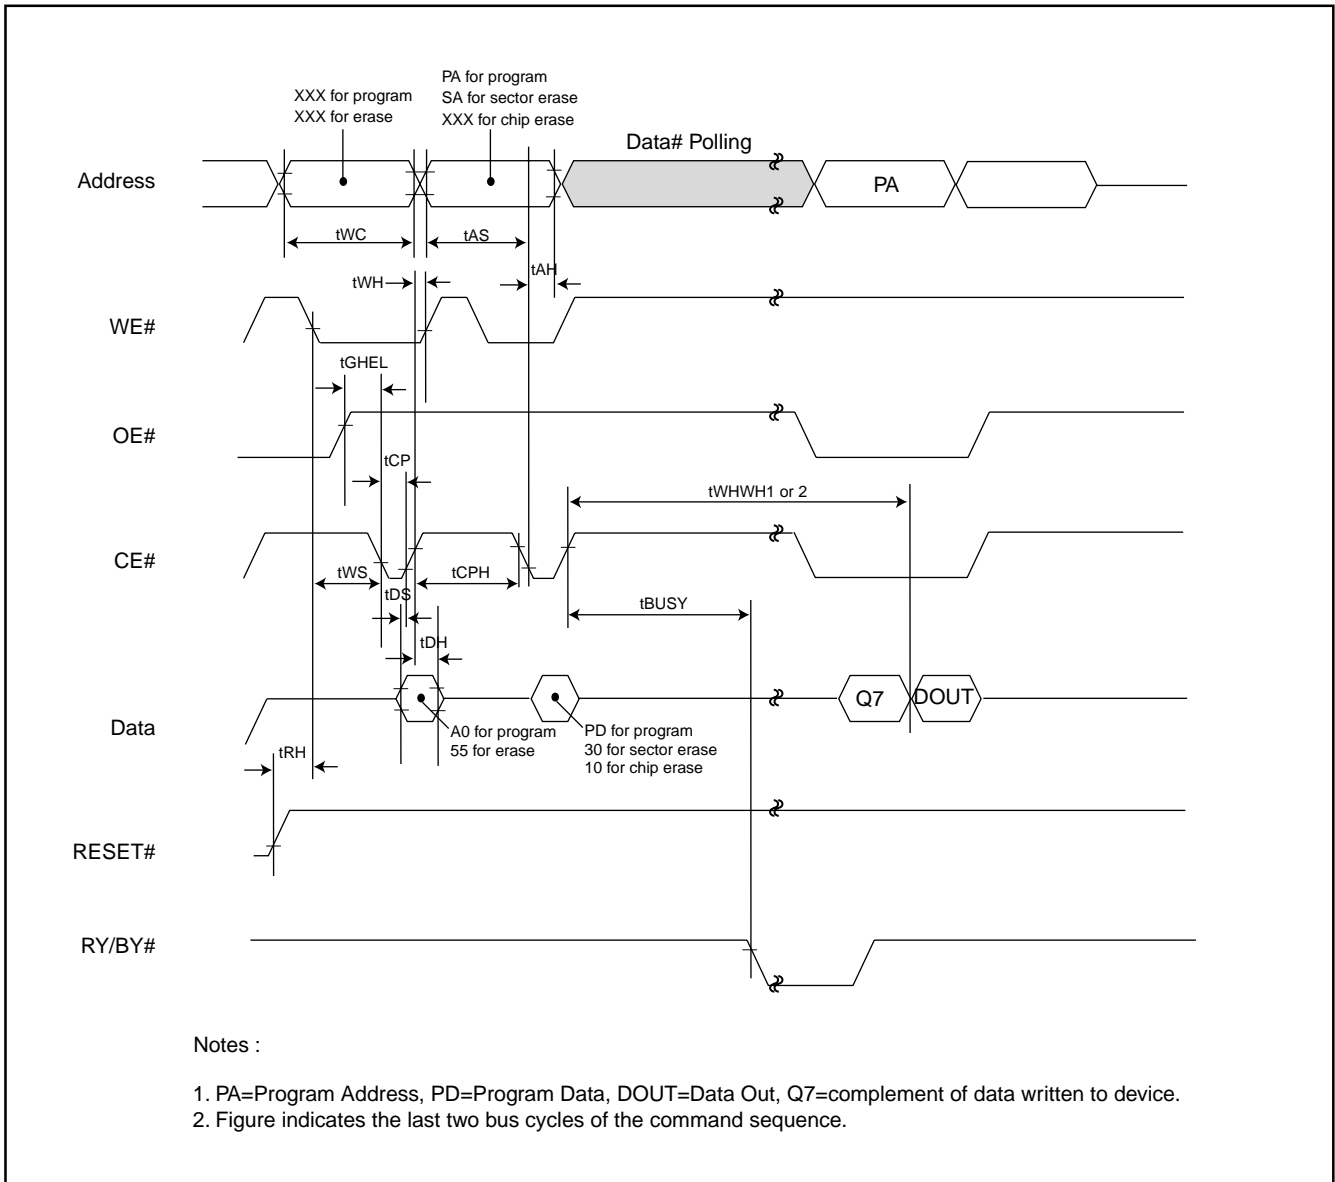 XXX for program
XXX for erase
PA for program
SA for sector erase
XXX for chip erase
Data# Polling
Address
PA
tWC
tAS
tAH
tWH
WE#
tGHEL
OE#
tCP
tWHWH1 or 2
CE#
tWS
tCPH
tDS
tBUSY
tDH
Q7
DOUT
Data
A0 for program
55 for erase
PD for program
30 for sector erase
10 for chip erase
tRH
RESET#
RY/BY#
Notes :
1. PA=Program Address, PD=Program Data, DOUT=Data Out, Q7=complement of data written to device.
2. Figure indicates the last two bus cycles of the command sequence.